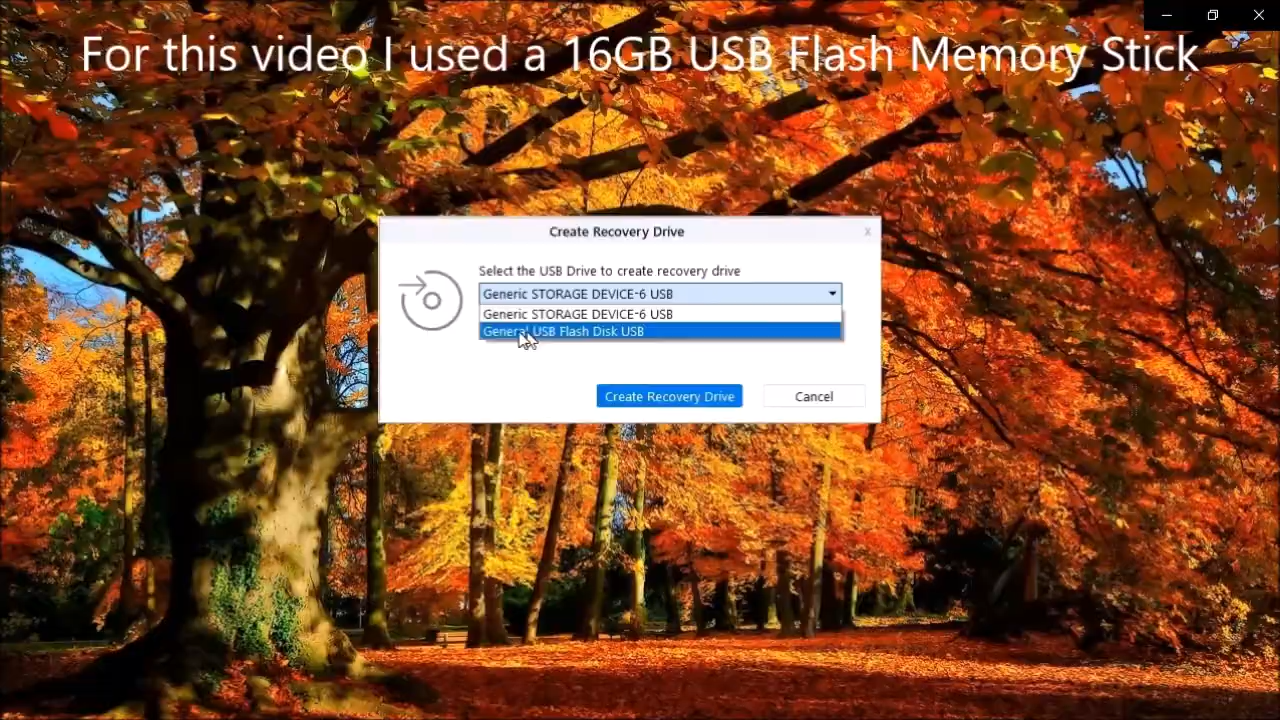 For this video I used a 16GB USB Flash Memory Stick
Create Recovery Drive
x
Select the USB Drive to create recovery drive
Generic STORAGE DEVICE-6 USB
Generic STORAGE DEVICE-6 USB
General USB Flash Disk USB
Create Recovery Drive Cancel